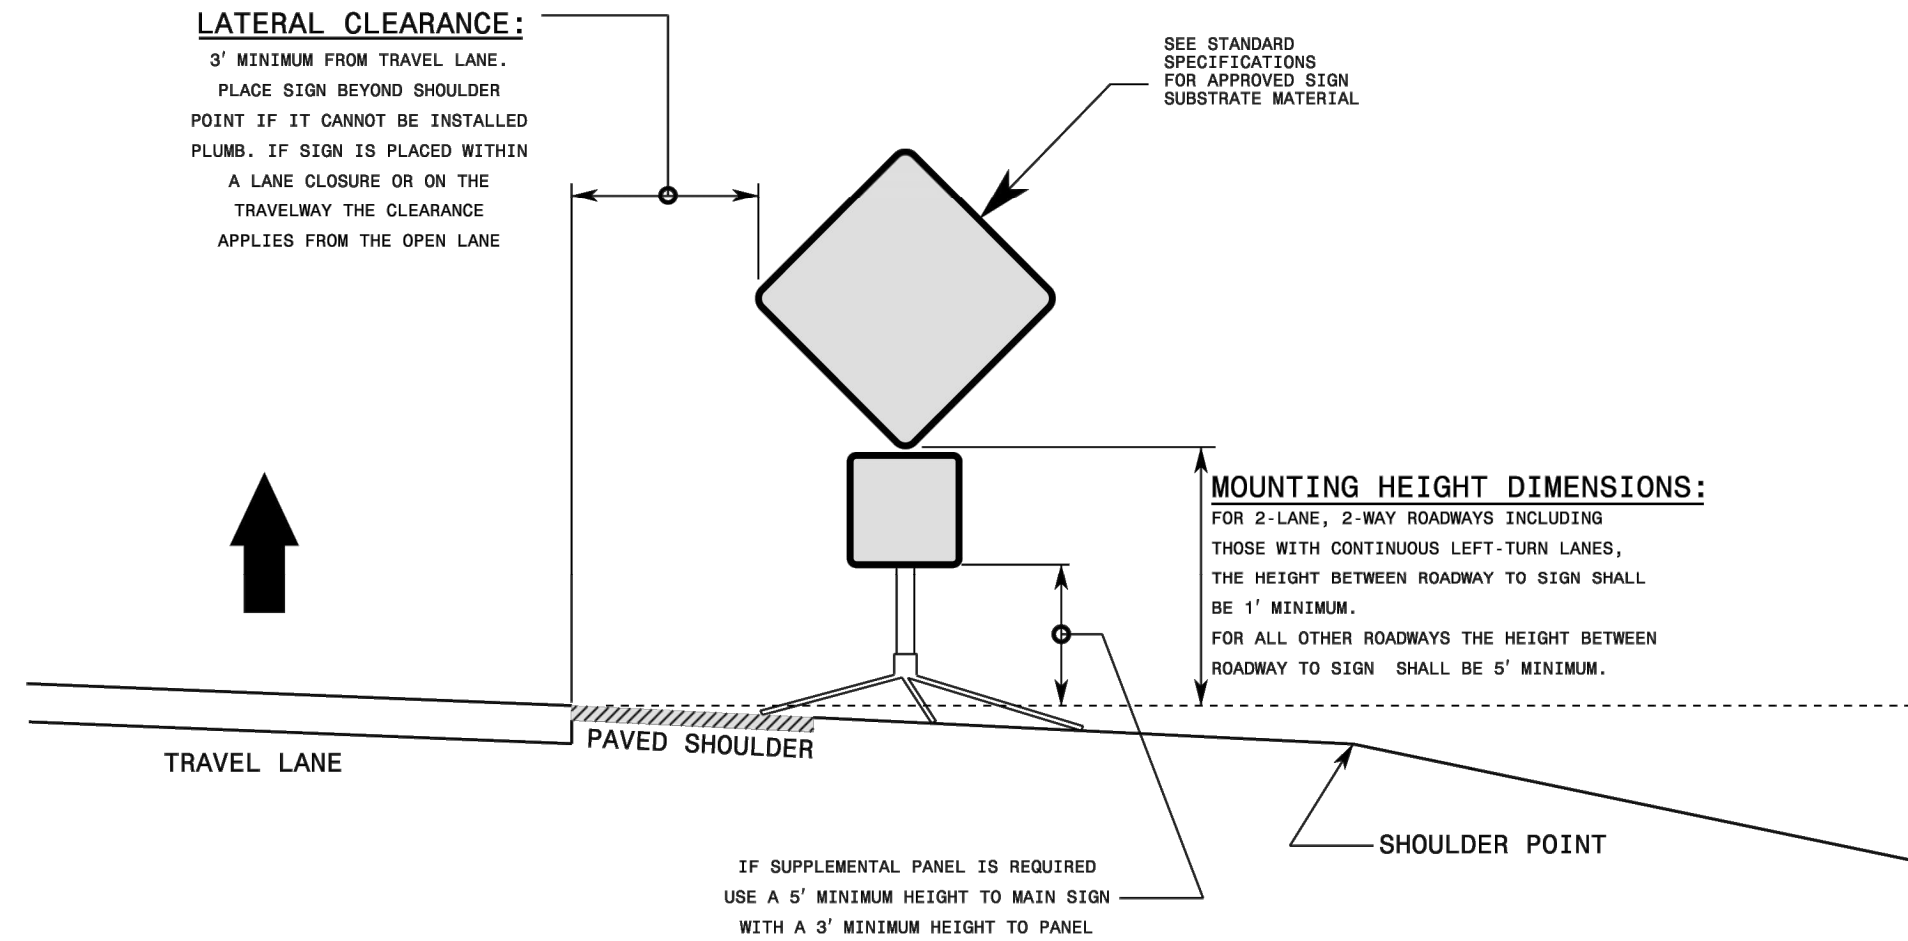 LATERAL CLEARANCE:
3' MINIMUM FROM TRAVEL LANE.
PLACE SIGN BEYOND SHOULDER
POINT IF IT CANNOT BE INSTALLED
PLUMB. IF SIGN IS PLACED WITHIN
A LANE CLOSURE OR ON THE
TRAVELWAY THE CLEARANCE
APPLIES FROM THE OPEN LANE
SEE STANDARD
SPECIFICATIONS
FOR APPROVED SIGN
SUBSTRATE MATERIAL
MOUNTING HEIGHT DIMENSIONS:
FOR 2-LANE, 2-WAY ROADWAYS INCLUDING
THOSE WITH CONTINUOUS LEFT-TURN LANES,
THE HEIGHT BETWEEN ROADWAY TO SIGN SHALL
BE 1' MINIMUM.
FOR ALL OTHER ROADWAYS THE HEIGHT BETWEEN
ROADWAY TO SIGN SHALL BE 5' MINIMUM.
PAVED SHOULDER
TRAVEL LANE
SHOULDER POINT
IF SUPPLEMENTAL PANEL IS REQUIRED
USE A 5' MINIMUM HEIGHT TO MAIN SIGN
WITH A 3' MINIMUM HEIGHT TO PANEL